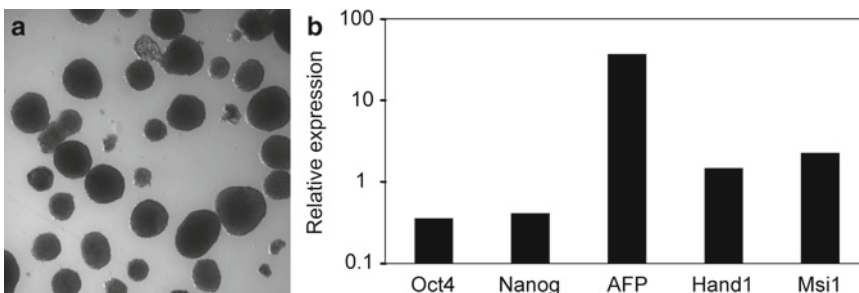 a
b
Relative expression
100
10
1
0.1
Oct4 Nanog AFP Hand1 Msi1